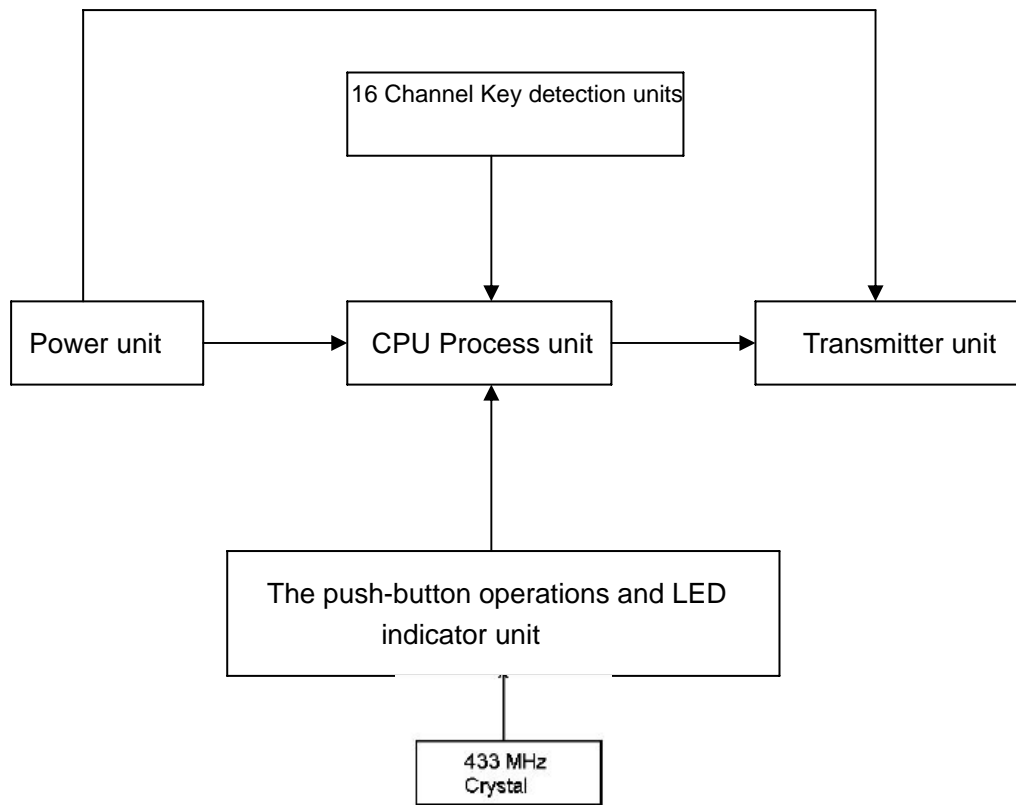 16 Channel Key detection units
Power unit
CPU Process unit
Transmitter unit
The push-button operations and LED
indicator unit
433 MHz
Crystal